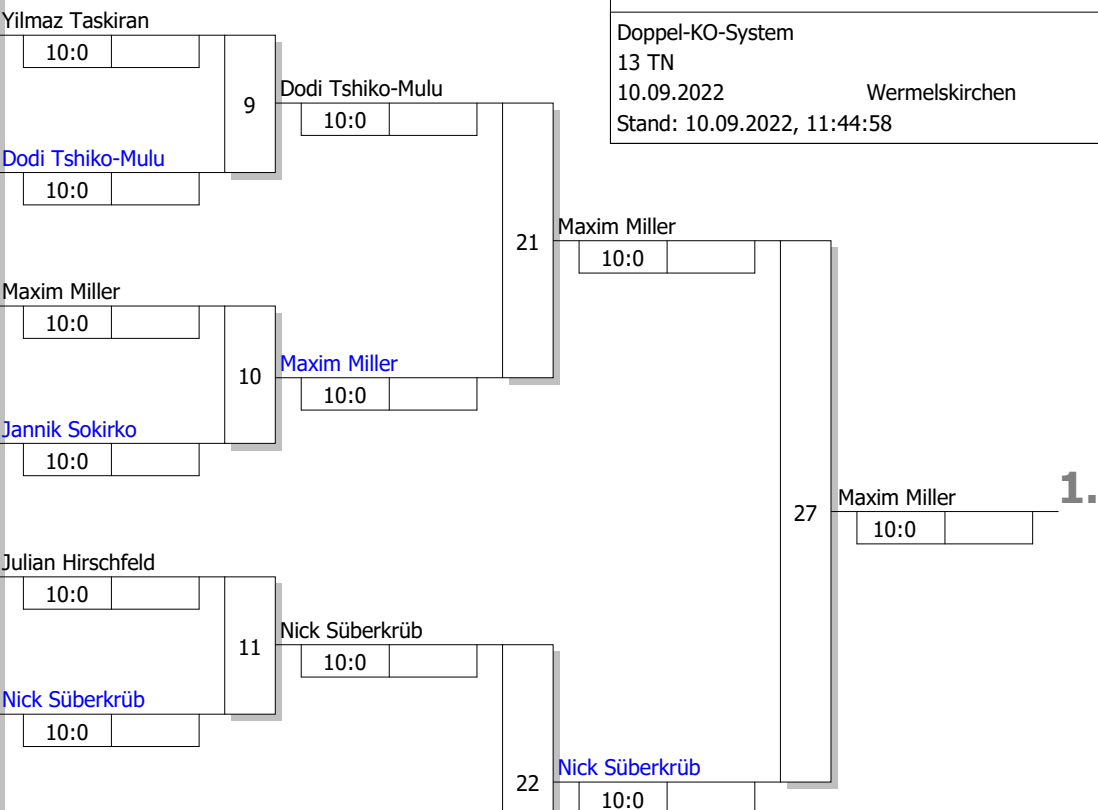 Yilmaz Taskiran
10:0
Doppel-KO-System
13 TN
10.09.2022 Wermelskirchen
Stand: 10.09.2022, 11:44:58
9
Dodi Tshiko-Mulu
10:0
Dodi Tshiko-Mulu
10:0
21
Maxim Miller
10:0
Maxim Miller
10:0
10
Maxim Miller
10:0
Jannik Sokirko
10:0
27
Maxim Miller
1.
10:0
Julian Hirschfeld
10:0
11
Nick Süberkrüb
10:0
Nick Süberkrüb
10:0
22
Nick Süberkrüb
10:0